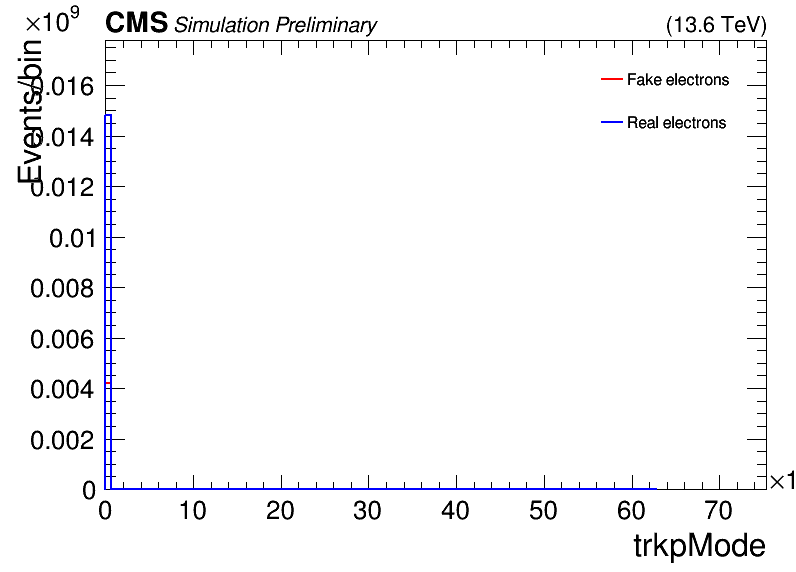 ×10⁹
CMS Simulation Preliminary
(13.6 TeV)
Events/bin
0.016
0.014
0.012
0.01
0.008
0.006
0.004
0.002
0
Fake electrons
Real electrons
0 10 20 30 40 50 60 70
×1
trkpMode